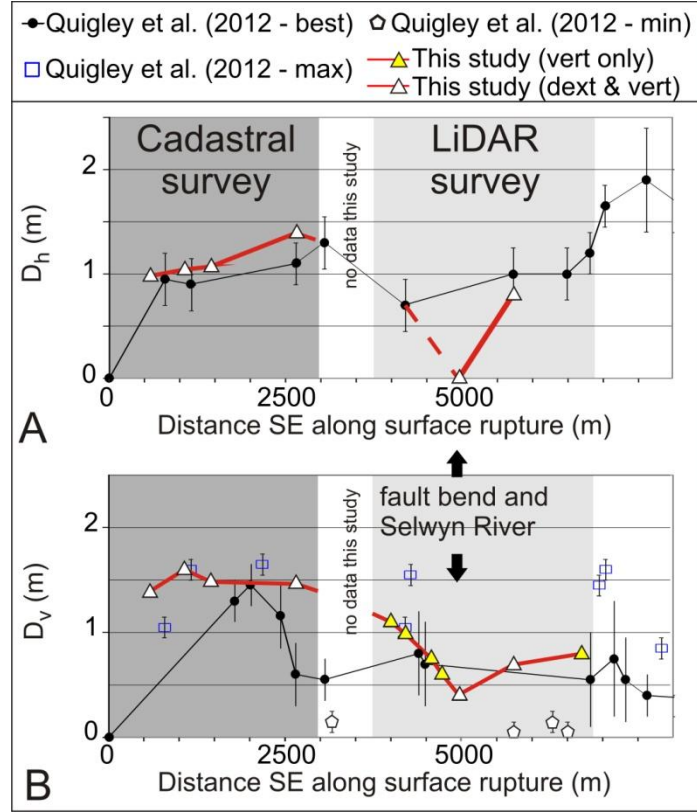 Quigley et al. (2012 - best) Quigley et al. (2012 - min)
Quigley et al. (2012 - max) This study (vert only)
This study (dext & vert)
Cadastral survey
LiDAR survey
no data this study
2
1
0
D_h (m)
0 2500 5000
Distance SE along surface rupture (m)
A
fault bend and
Selwyn River
no data this study
2
1
0
D_v (m)
0 2500 5000
Distance SE along surface rupture (m)
B